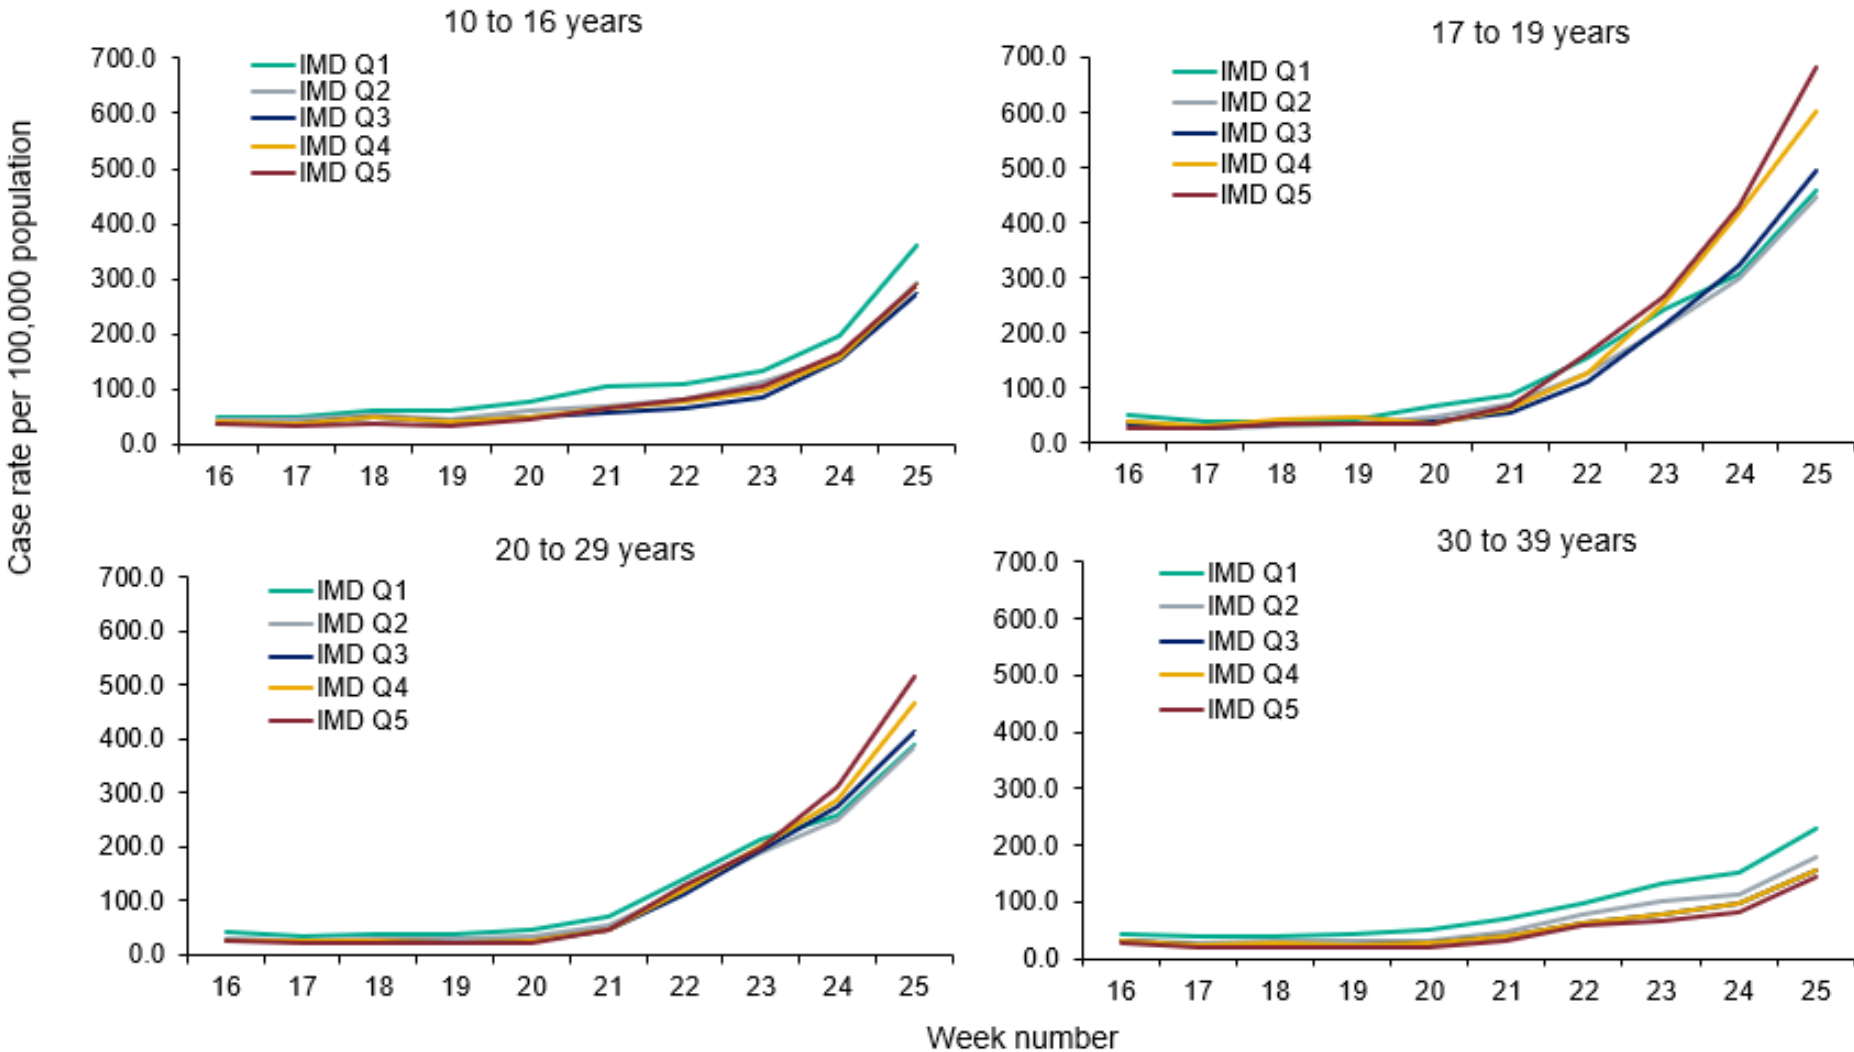 Case rate per 100,000 population
10 to 16 years
700.0
600.0
500.0
400.0
300.0
200.0
100.0
0.0
IMD Q1
IMD Q2
IMD Q3
IMD Q4
IMD Q5
16 17 18 19 20 21 22 23 24 25
17 to 19 years
700.0
600.0
500.0
400.0
300.0
200.0
100.0
0.0
IMD Q1
IMD Q2
IMD Q3
IMD Q4
IMD Q5
16 17 18 19 20 21 22 23 24 25
20 to 29 years
700.0
600.0
500.0
400.0
300.0
200.0
100.0
0.0
IMD Q1
IMD Q2
IMD Q3
IMD Q4
IMD Q5
16 17 18 19 20 21 22 23 24 25
30 to 39 years
700.0
600.0
500.0
400.0
300.0
200.0
100.0
0.0
IMD Q1
IMD Q2
IMD Q3
IMD Q4
IMD Q5
16 17 18 19 20 21 22 23 24 25
Week number